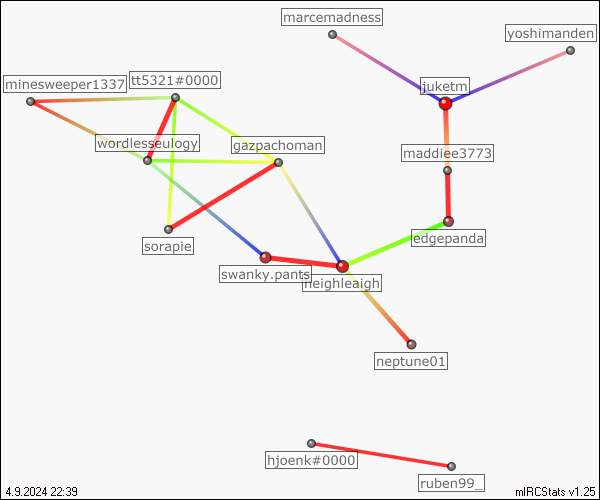 marcemadness
yoshimanden
minesweeper1337
tt5321#0000
juketm
wordlesseulogy
gazpachoman
maddiee3773
sorapie
edgepanda
swanky.pants
neighleaigh
neptune01
hjoenk#0000
ruben99_
4.9.2024 22:39
mIRCStats v1.25